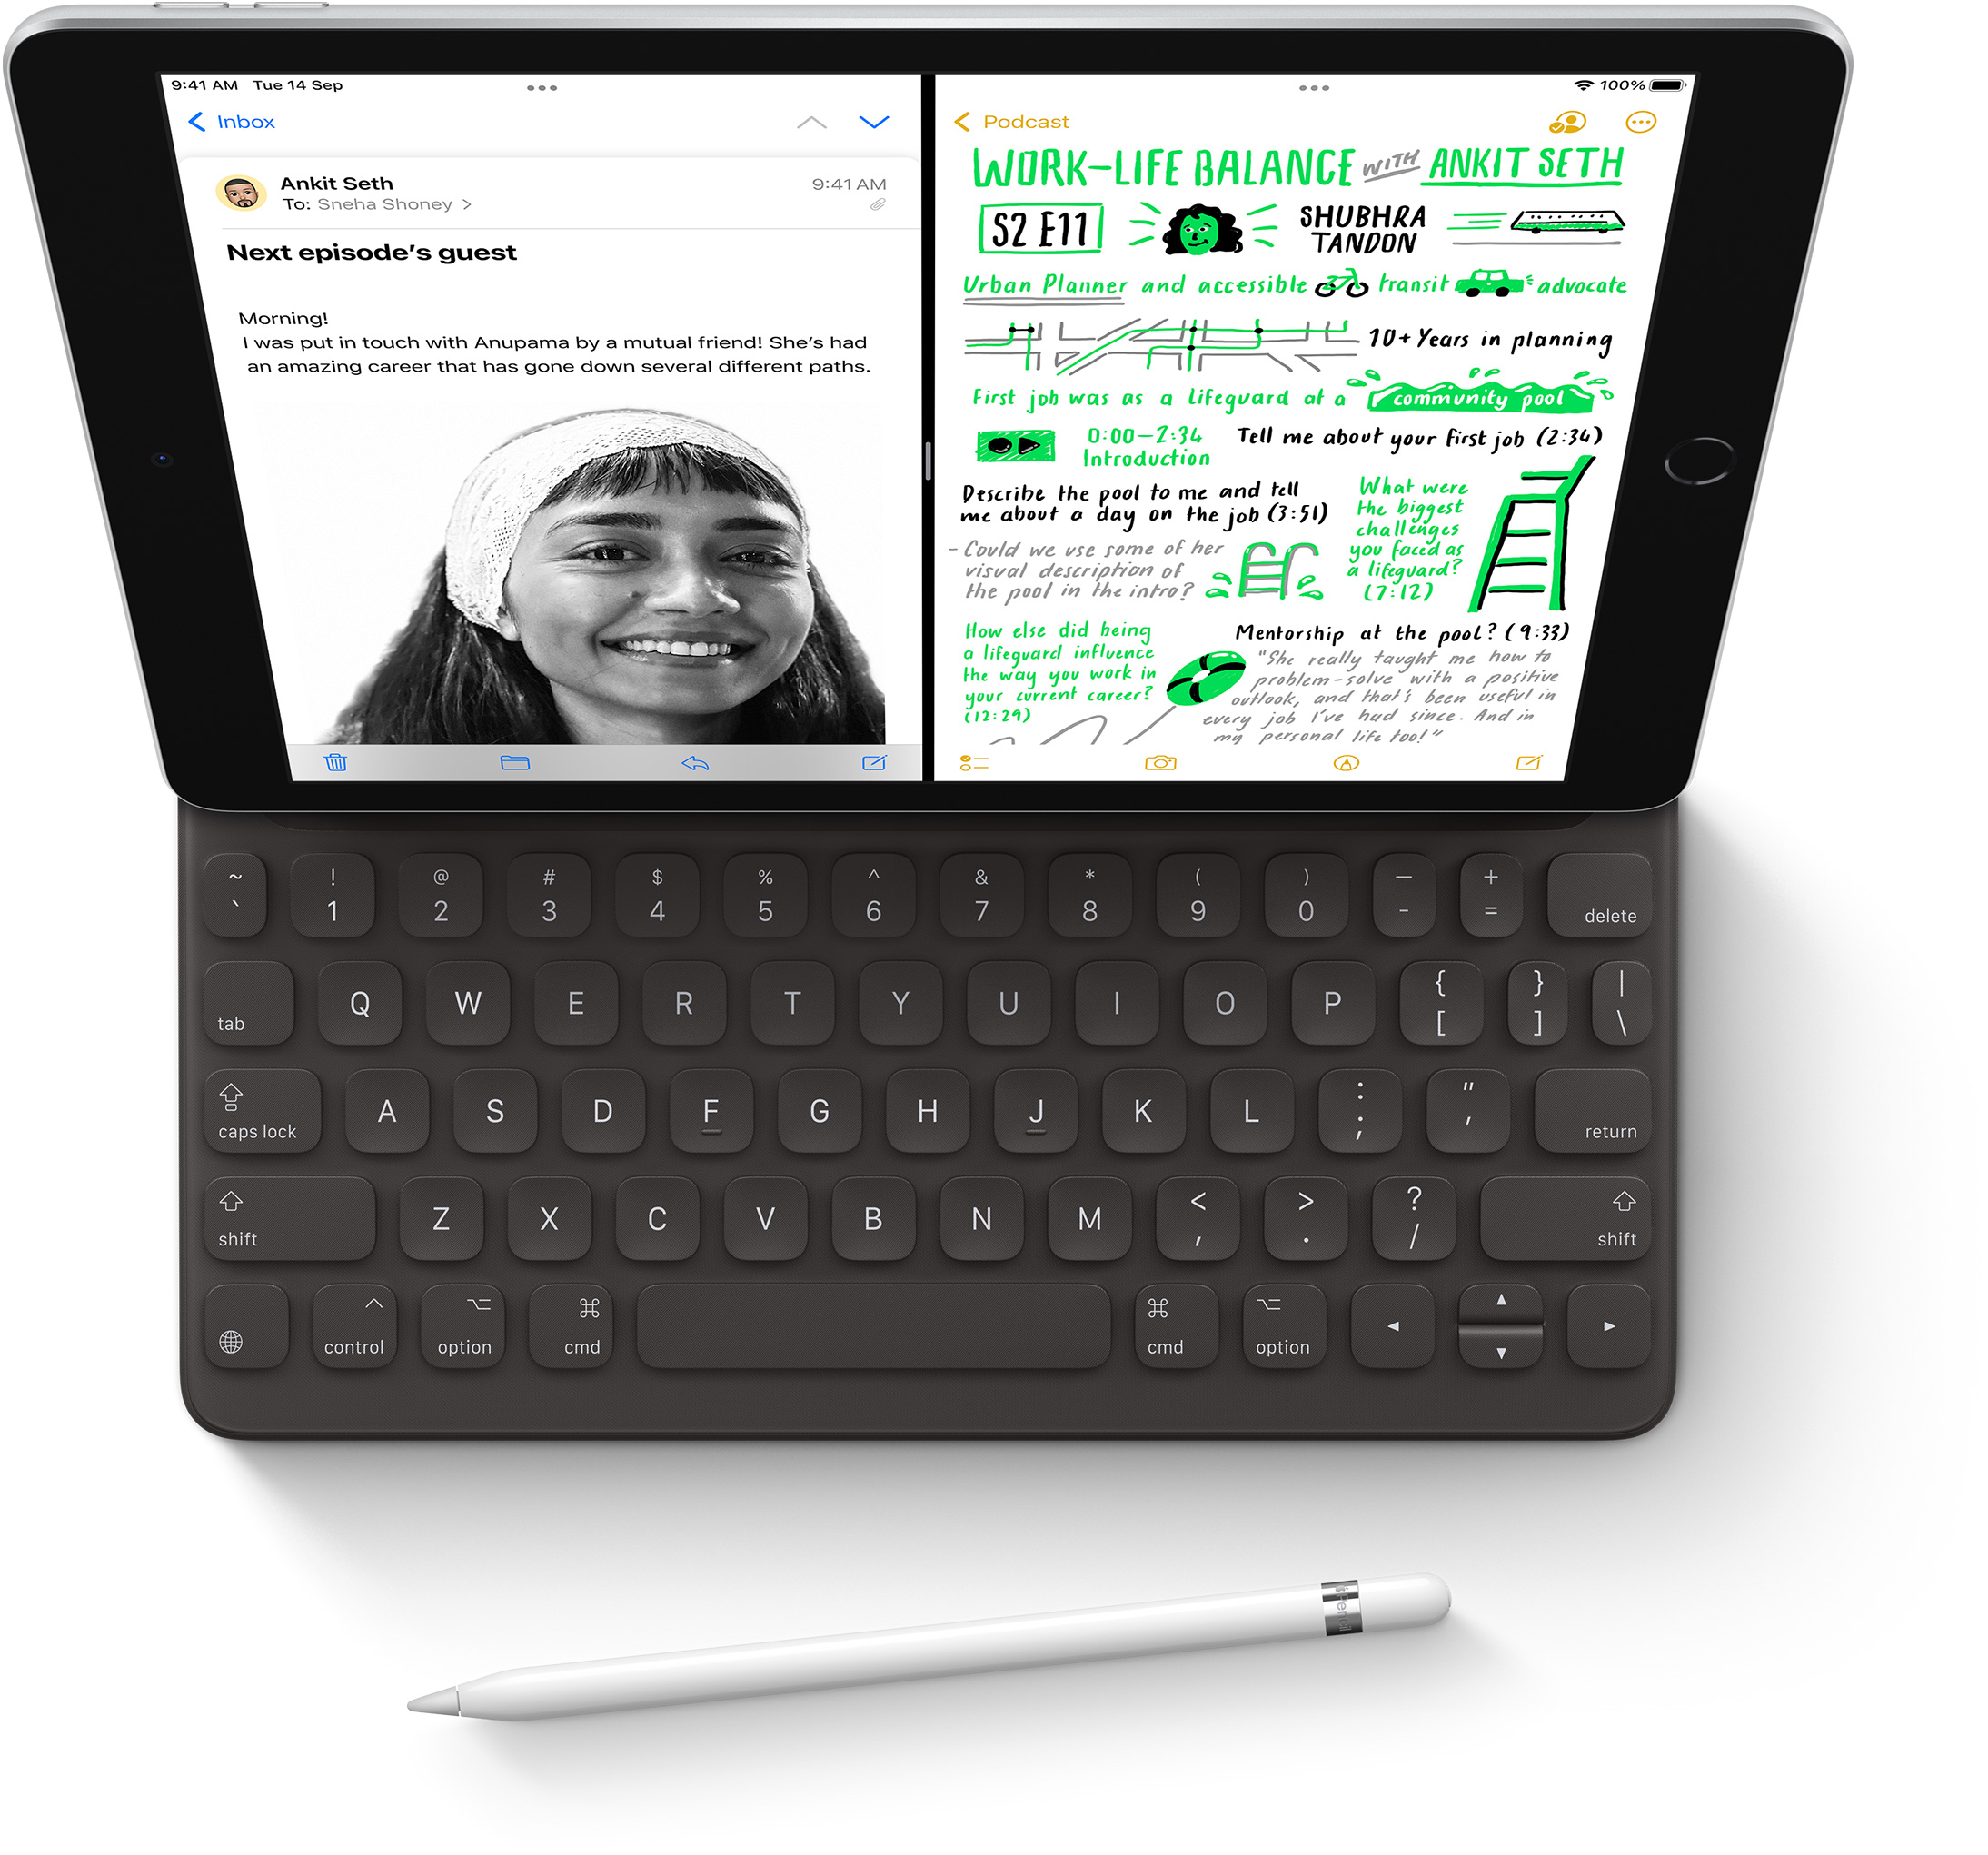 9:41 AM Tue 14 Sep
100%
Inbox
Ankit Seth
9:41 AM
To: Sneha Shoney >
Next episode's guest
Morning!
I was put in touch with Anupama by a mutual friend! She's had
an amazing career that has gone down several different paths.
Podcast
WORK-LIFE BALANCE WITH ANKIT SETH
S2 E11
SHUBHRA
TANDON
Urban Planner and accessible transit advocate
10+ Years in planning
First job was as a lifeguard at a community pool
0:00-2:34
Introduction
Tell me about your first job (2:34)
Describe the pool to me and tell
me about a day on the job (3:51)
What were
the biggest
challenges
you faced as
a lifeguard?
(7:12)
- Could we use some of her
visual description of
the pool in the intro?
How else did being
a lifeguard influence
the way you work in
your current career?
(12:29)
Mentorship at the pool? (9:33)
"She really taught me how to
problem-solve with a positive
outlook, and that's been useful in
every job I've had since. And in
my personal life too!"
~ ! @ # $ % ^ & * ( ) — +
` 1 2 3 4 5 6 7 8 9 0 - = delete
tab Q W E R T Y U I O P { [ } ] | \
caps lock A S D F G H J K L : ; " ' return
shift Z X C V B N M < , > . ? / shift
control option cmd cmd option
Pencil